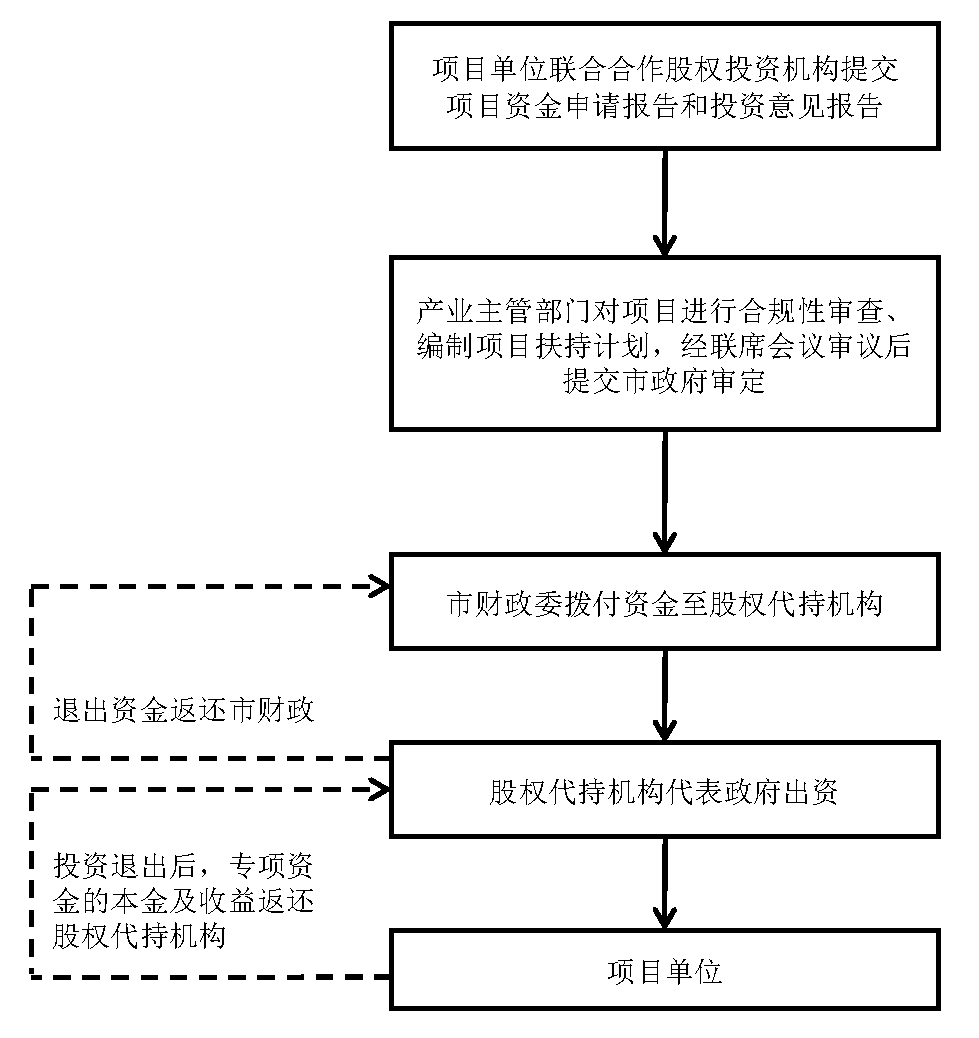 项目单位联合合作股权投资机构提交
项目资金申请报告和投资意见报告
产业主管部门对项目进行合规性审查、
编制项目扶持计划，经联席会议审议后
提交市政府审定
市财政委拨付资金至股权代持机构
退出资金返还市财政
股权代持机构代表政府出资
投资退出后，专项资
金的本金及收益返还
股权代持机构
项目单位